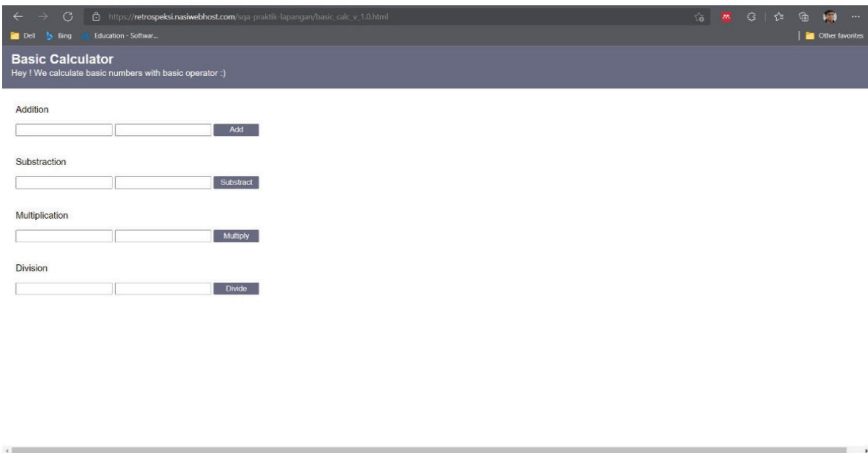 https://retrospeksi.nasiwebhost.com/sqa-praktik-lapangan/basic_calc_v_1.0.html
Dell Bing Education - Softwar... Other favorites
Basic Calculator
Hey ! We calculate basic numbers with basic operator :)
Addition
Add
Substraction
Substract
Multiplication
Multiply
Division
Divide